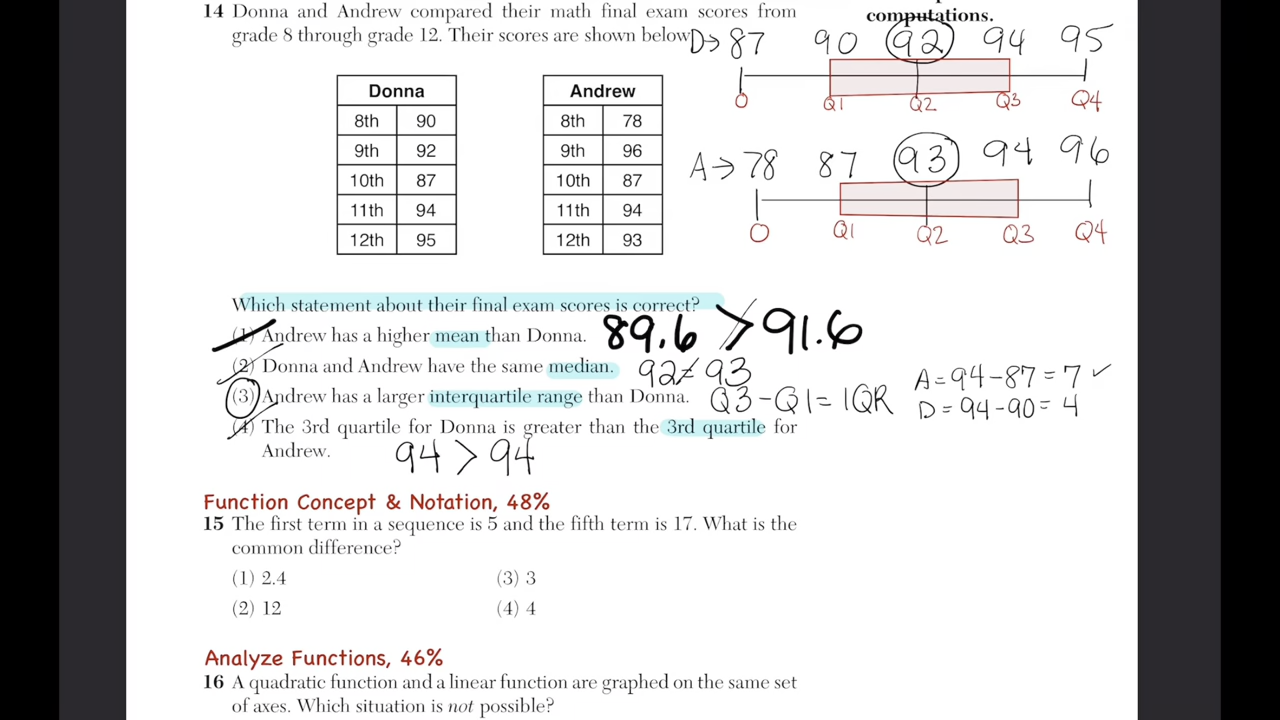 14 Donna and Andrew compared their math final exam scores from
grade 8 through grade 12. Their scores are shown below
computations.
Donna
8th 90
9th 92
10th 87
11th 94
12th 95
Andrew
8th 78
9th 96
10th 87
11th 94
12th 93
D→ 87 90 92 94 95
O Q1 Q2 Q3 Q4
A→ 78 87 93 94 96
O Q1 Q2 Q3 Q4
Which statement about their final exam scores is correct?
(1) Andrew has a higher mean than Donna. 89.6 > 91.6
(2) Donna and Andrew have the same median. 92≠93
(3) Andrew has a larger interquartile range than Donna. Q3-Q1=IQR
A=94-87=7 ✓
D=94-90=4
(4) The 3rd quartile for Donna is greater than the 3rd quartile for
Andrew. 94 > 94
Function Concept & Notation, 48%
15 The first term in a sequence is 5 and the fifth term is 17. What is the
common difference?
(1) 2.4 (3) 3
(2) 12 (4) 4
Analyze Functions, 46%
16 A quadratic function and a linear function are graphed on the same set
of axes. Which situation is not possible?